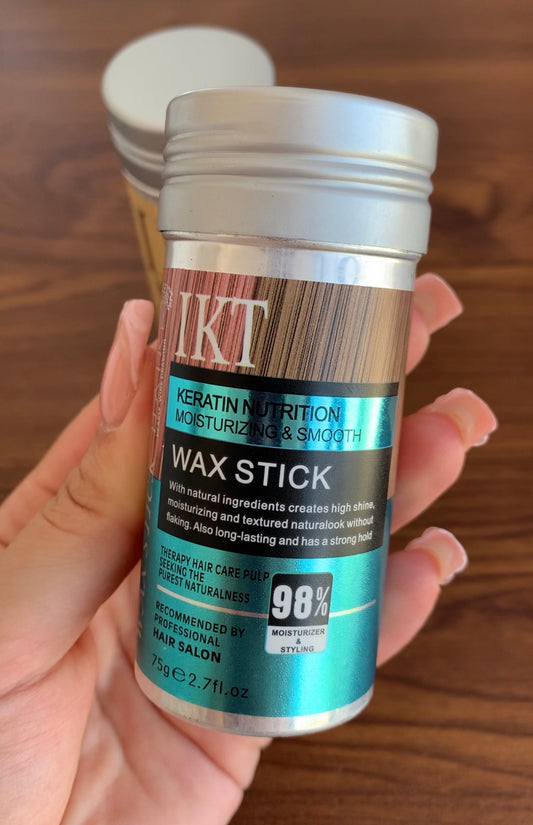 IKT
KERATIN NUTRITION
MOISTURIZING & SMOOTH
WAX STICK
With natural ingredients creates high shine,
moisturizing and textured naturalook without
flaking. Also long-lasting and has a strong hold
THERAPY HAIR CARE PULP
SEEKING THE
PUREST NATURALNESS
98%
MOISTURIZER
&
STYLING
RECOMMENDED BY
PROFESSIONAL
HAIR SALON
75g℮2.7fl.oz